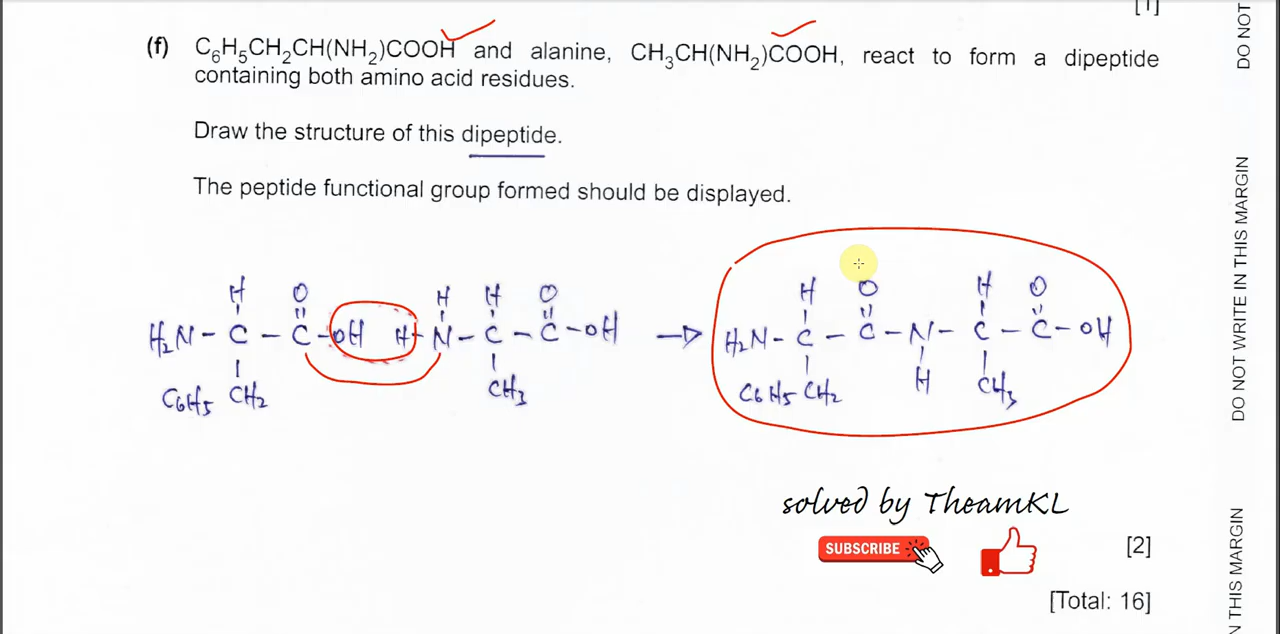 [1]
(f) C₆H₅CH₂CH(NH₂)COOH and alanine, CH₃CH(NH₂)COOH, react to form a dipeptide
containing both amino acid residues.
Draw the structure of this dipeptide.
The peptide functional group formed should be displayed.
H O H H O H O H O
H₂N - C - C - OH H - N - C - C - OH → H₂N - C - C - N - C - C - OH
C₆H₅ CH₂ CH₃ C₆H₅ CH₂ H CH₃
solved by TheamKL
SUBSCRIBE
[2]
[Total: 16]
DO NOT
DO NOT WRITE IN THIS MARGIN
N THIS MARGIN